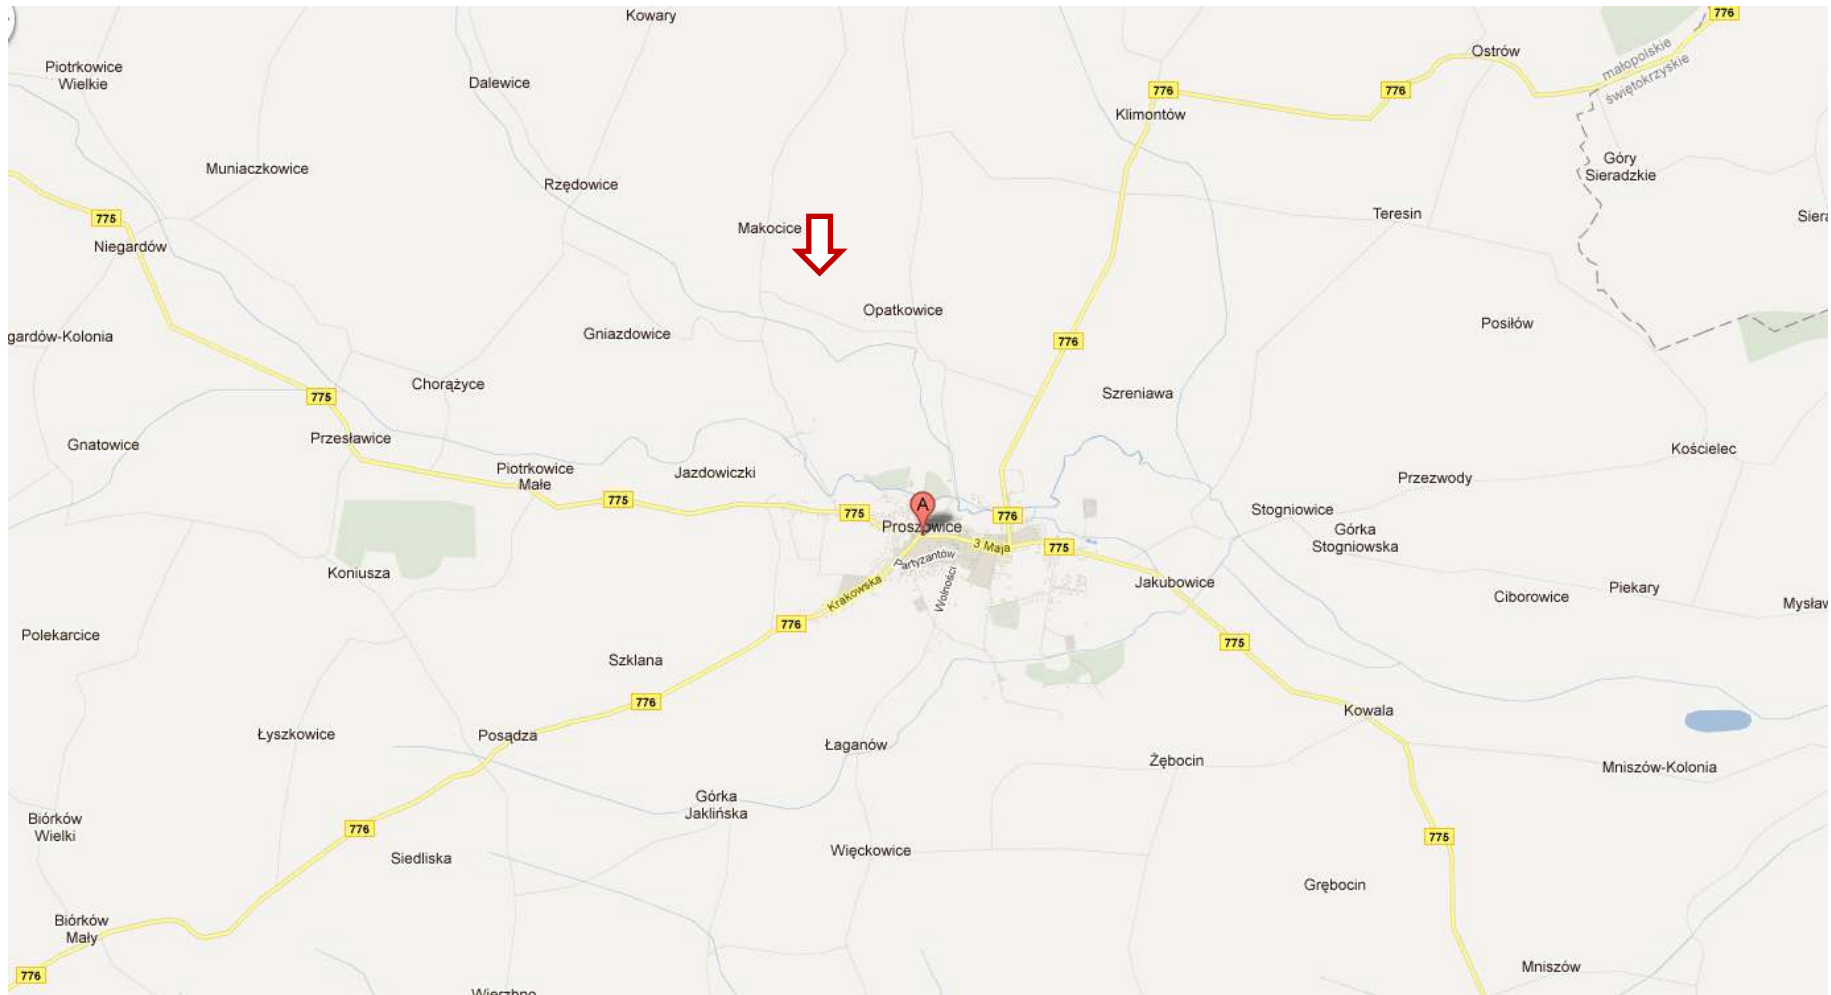 Kowary
776
Ostrów
małopolskie
świętokrzyskie
Piotrkowice
Wielkie
Dalewice
776
776
Klimontów
Muniaczkowice
Rzędowice
Góry
Sieradzkie
775
Makocice
Teresin
Siera
Niegardów
Opatkowice
Posiłów
gardów-Kolonia
Gniazdowice
776
Chorążyce
Szreniawa
775
Gnatowice
Przesławice
Kościelec
Piotrkowice
Małe
Jazdowiczki
Przezwody
775
775
A
776
Stogniowice
Proszowice
Górka
Stogniowska
3 Maja
775
Partyzantów
Koniusza
Wolności
Jakubowice
Krakowska
Ciborowice
Piekary
Mysław
776
Polekarcice
775
Szklana
776
Kowala
Łyszkowice
Posądza
Łaganów
Żębocin
Mniszów-Kolonia
Górka
Jaklińska
Biórków
Wielki
776
775
Więckowice
Siedliska
Grębocin
Biórków
Mały
Mniszów
776
Wierzbno